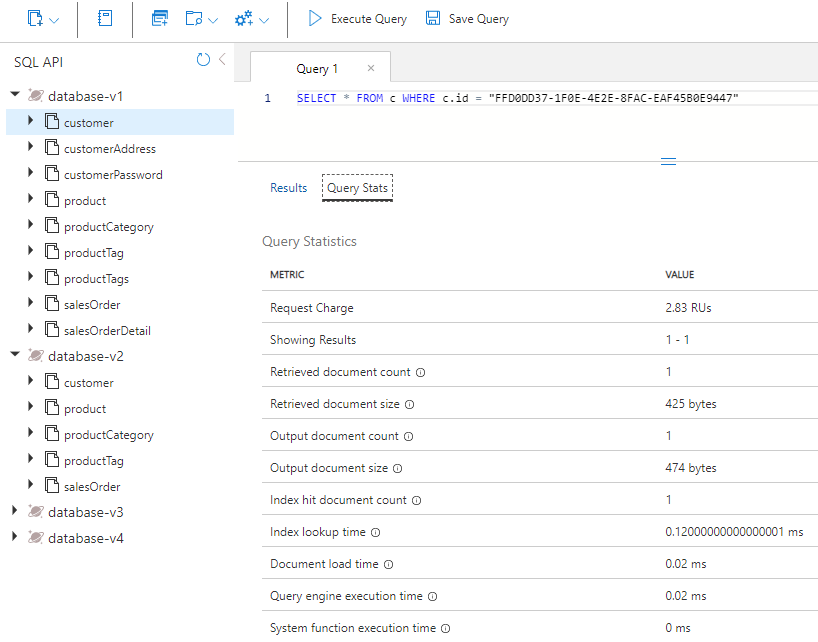 Execute Query
Save Query
SQL API
database-v1
customer
customerAddress
customerPassword
product
productCategory
productTag
productTags
salesOrder
salesOrderDetail
database-v2
customer
product
productCategory
productTag
salesOrder
database-v3
database-v4
Query 1 ×
1 SELECT * FROM c WHERE c.id = "FFD0DD37-1F0E-4E2E-8FAC-EAF45B0E9447"
Results Query Stats
Query Statistics
METRIC VALUE
Request Charge 2.83 RUs
Showing Results 1 - 1
Retrieved document count 1
Retrieved document size 425 bytes
Output document count 1
Output document size 474 bytes
Index hit document count 1
Index lookup time 0.12000000000000001 ms
Document load time 0.02 ms
Query engine execution time 0.02 ms
System function execution time 0 ms